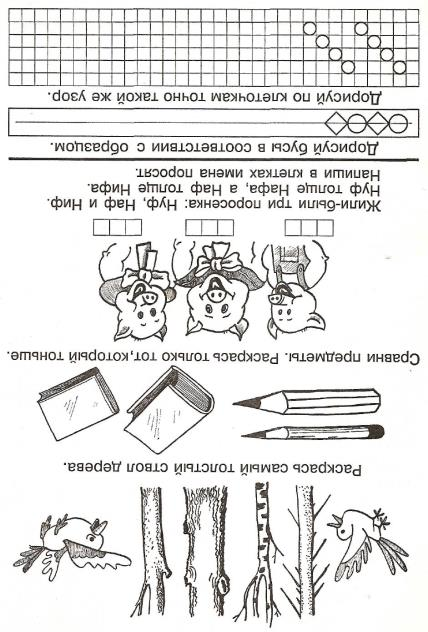 Раскрась самый толстый ствол дерева.
Сравни предметы. Раскрась только тот, который тоньше.
Жили-были три поросенка: Нуф, Наф и Ниф.
Нуф толще Нафа, а Наф толще Нифа.
Напиши в клетках имена поросят.
Дорисуй бусы в соответствии с образцом.
Дорисуй по клеточкам точно такой же узор.